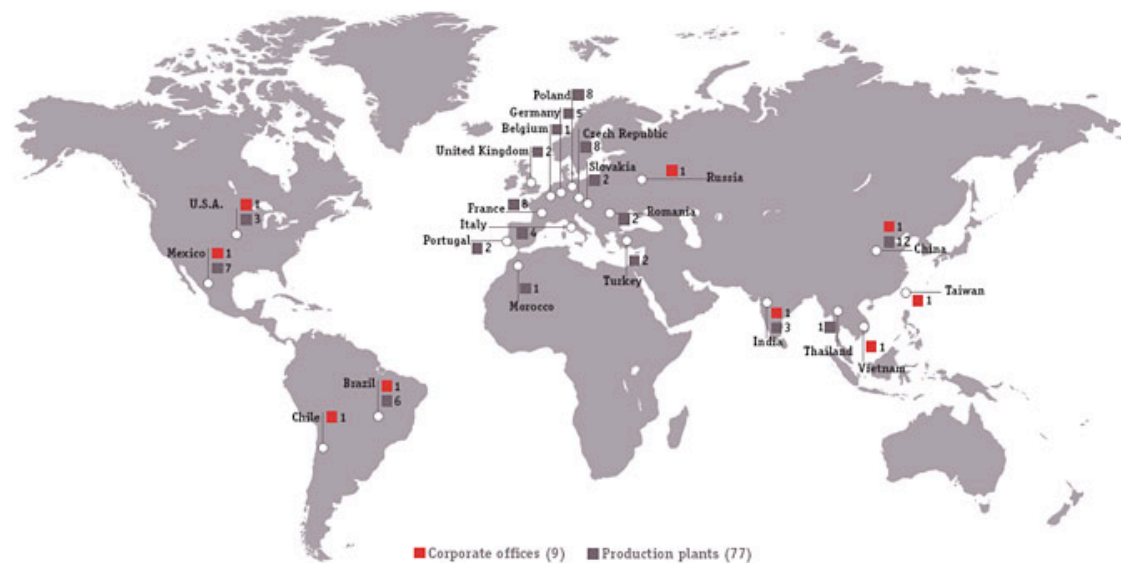 Poland 8
Germany 5
Belgium 1
Czech Republic
8
United Kingdom 2
Slovakia
2
1
Russia
U.S.A. 1
3
France 8
Romania
2
Italy
4
Portugal
2
1
12
China
Mexico 1
7
2
Turkey
1
Morocco
Taiwan
1
1
3
India
1
Thailand
1
Vietnam
Brazil 1
6
Chile 1
Corporate offices (9) Production plants (77)